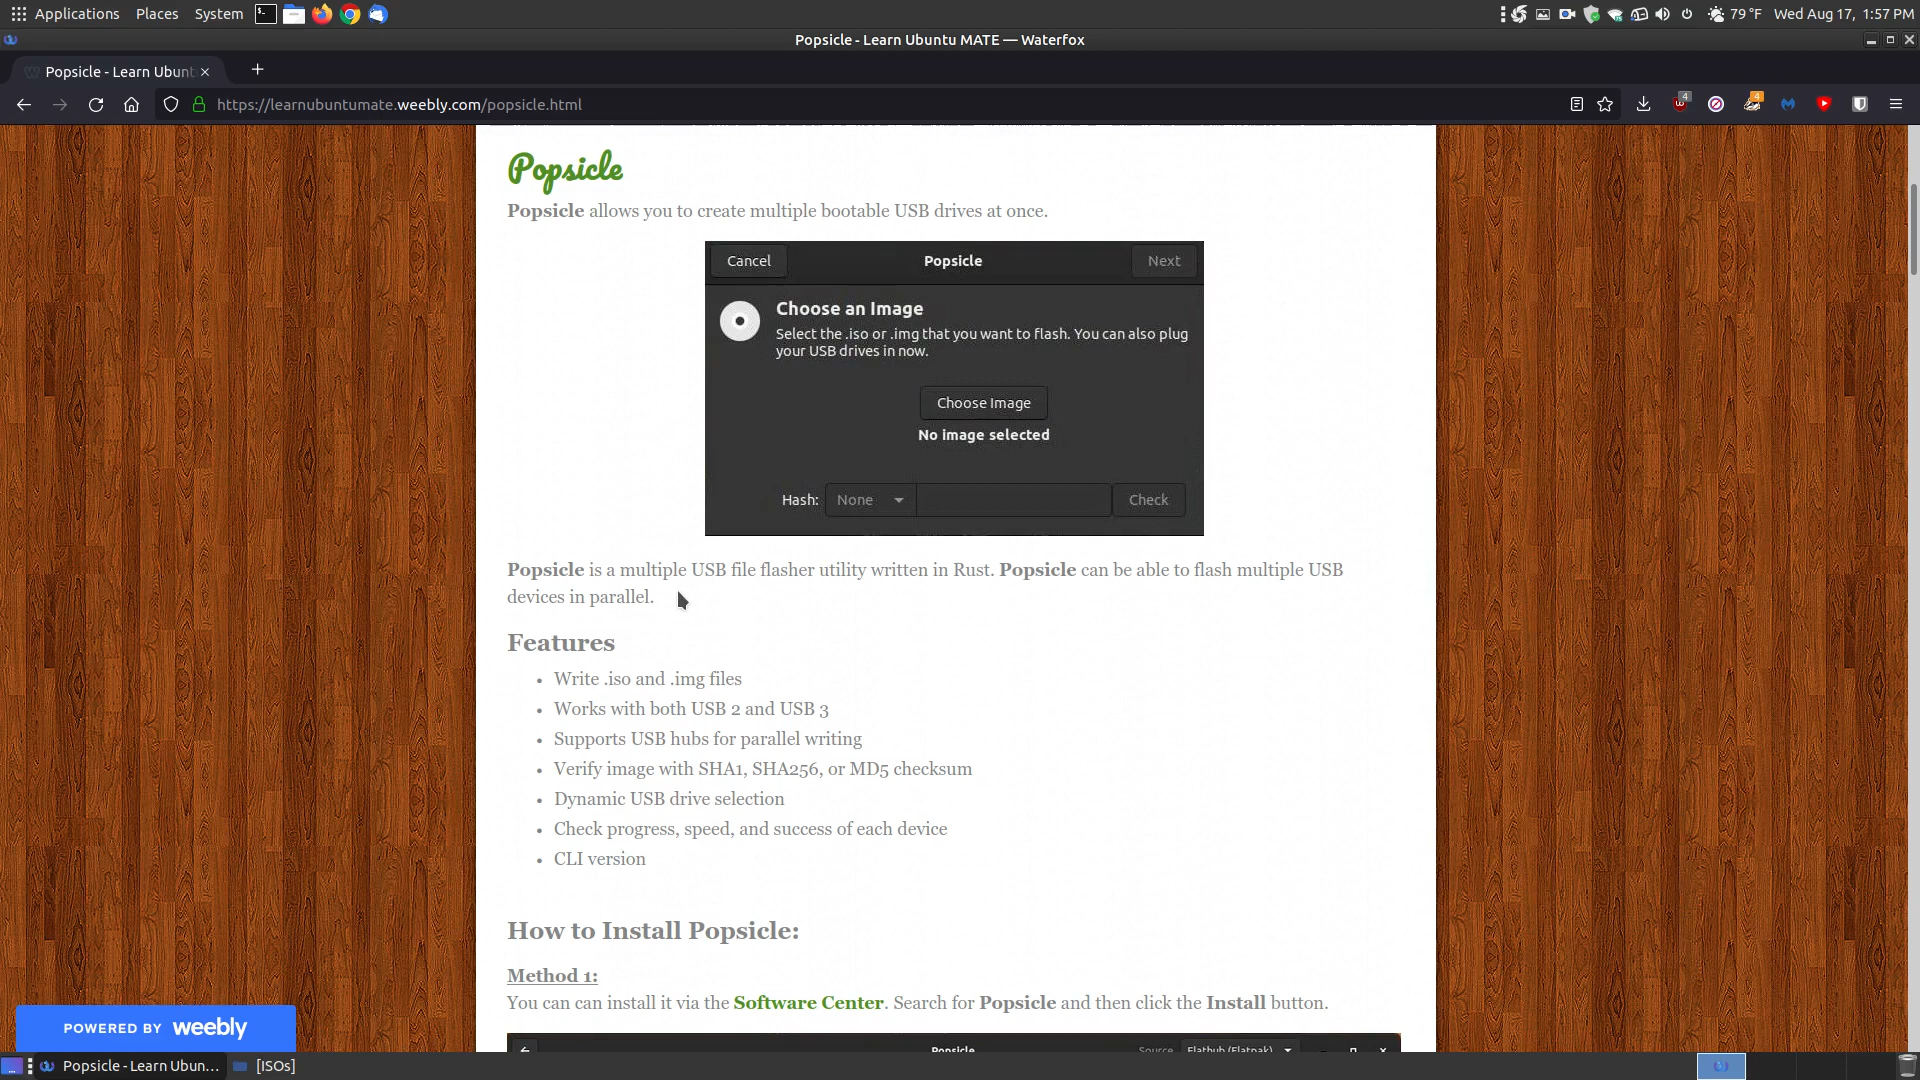 Applications Places System
79 °F Wed Aug 17, 1:57 PM
Popsicle - Learn Ubuntu MATE — Waterfox
Popsicle - Learn Ubunt
https://learnubuntumate.weebly.com/popsicle.html
4
4
Popsicle
Popsicle allows you to create multiple bootable USB drives at once.
Cancel Popsicle Next
Choose an Image
Select the .iso or .img that you want to flash. You can also plug
your USB drives in now.
Choose Image
No image selected
Hash: None Check
Popsicle is a multiple USB file flasher utility written in Rust. Popsicle can be able to flash multiple USB
devices in parallel.
Features
• Write .iso and .img files
• Works with both USB 2 and USB 3
• Supports USB hubs for parallel writing
• Verify image with SHA1, SHA256, or MD5 checksum
• Dynamic USB drive selection
• Check progress, speed, and success of each device
• CLI version
How to Install Popsicle:
Method 1:
You can can install it via the Software Center. Search for Popsicle and then click the Install button.
Popsicle Source Flathub (Flatpak)
POWERED BY weebly
Popsicle - Learn Ubun... [ISOs]